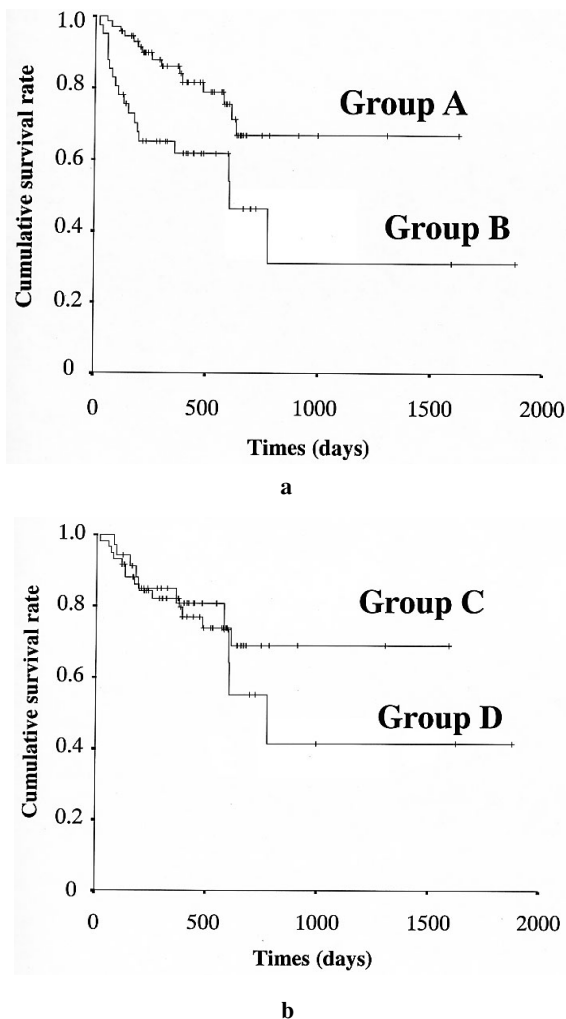 1.0
0.8
0.6
0.4
0.2
0
Cumulative survival rate
Group A
Group B
0 500 1000 1500 2000
Times (days)
a
1.0
0.8
0.6
0.4
0.2
0
Cumulative survival rate
Group C
Group D
0 500 1000 1500 2000
Times (days)
b